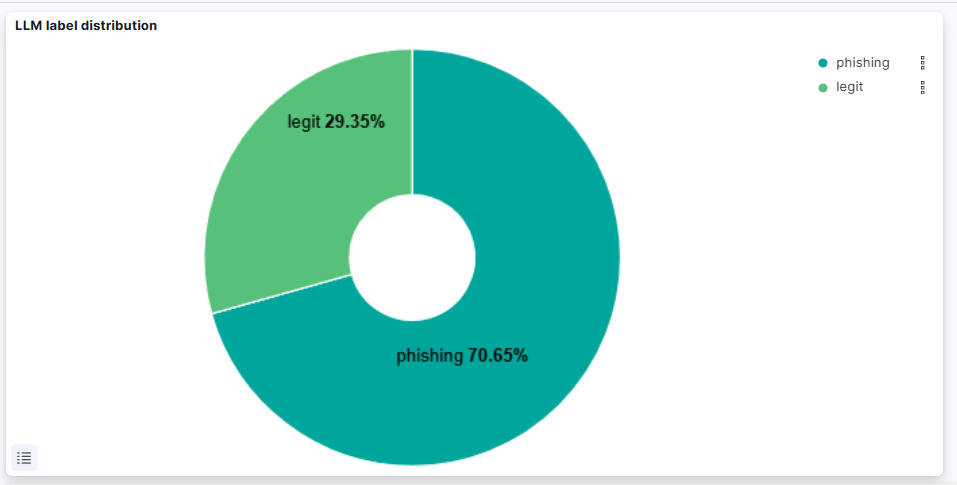 LLM label distribution
phishing
legit
legit 29.35%
phishing 70.65%